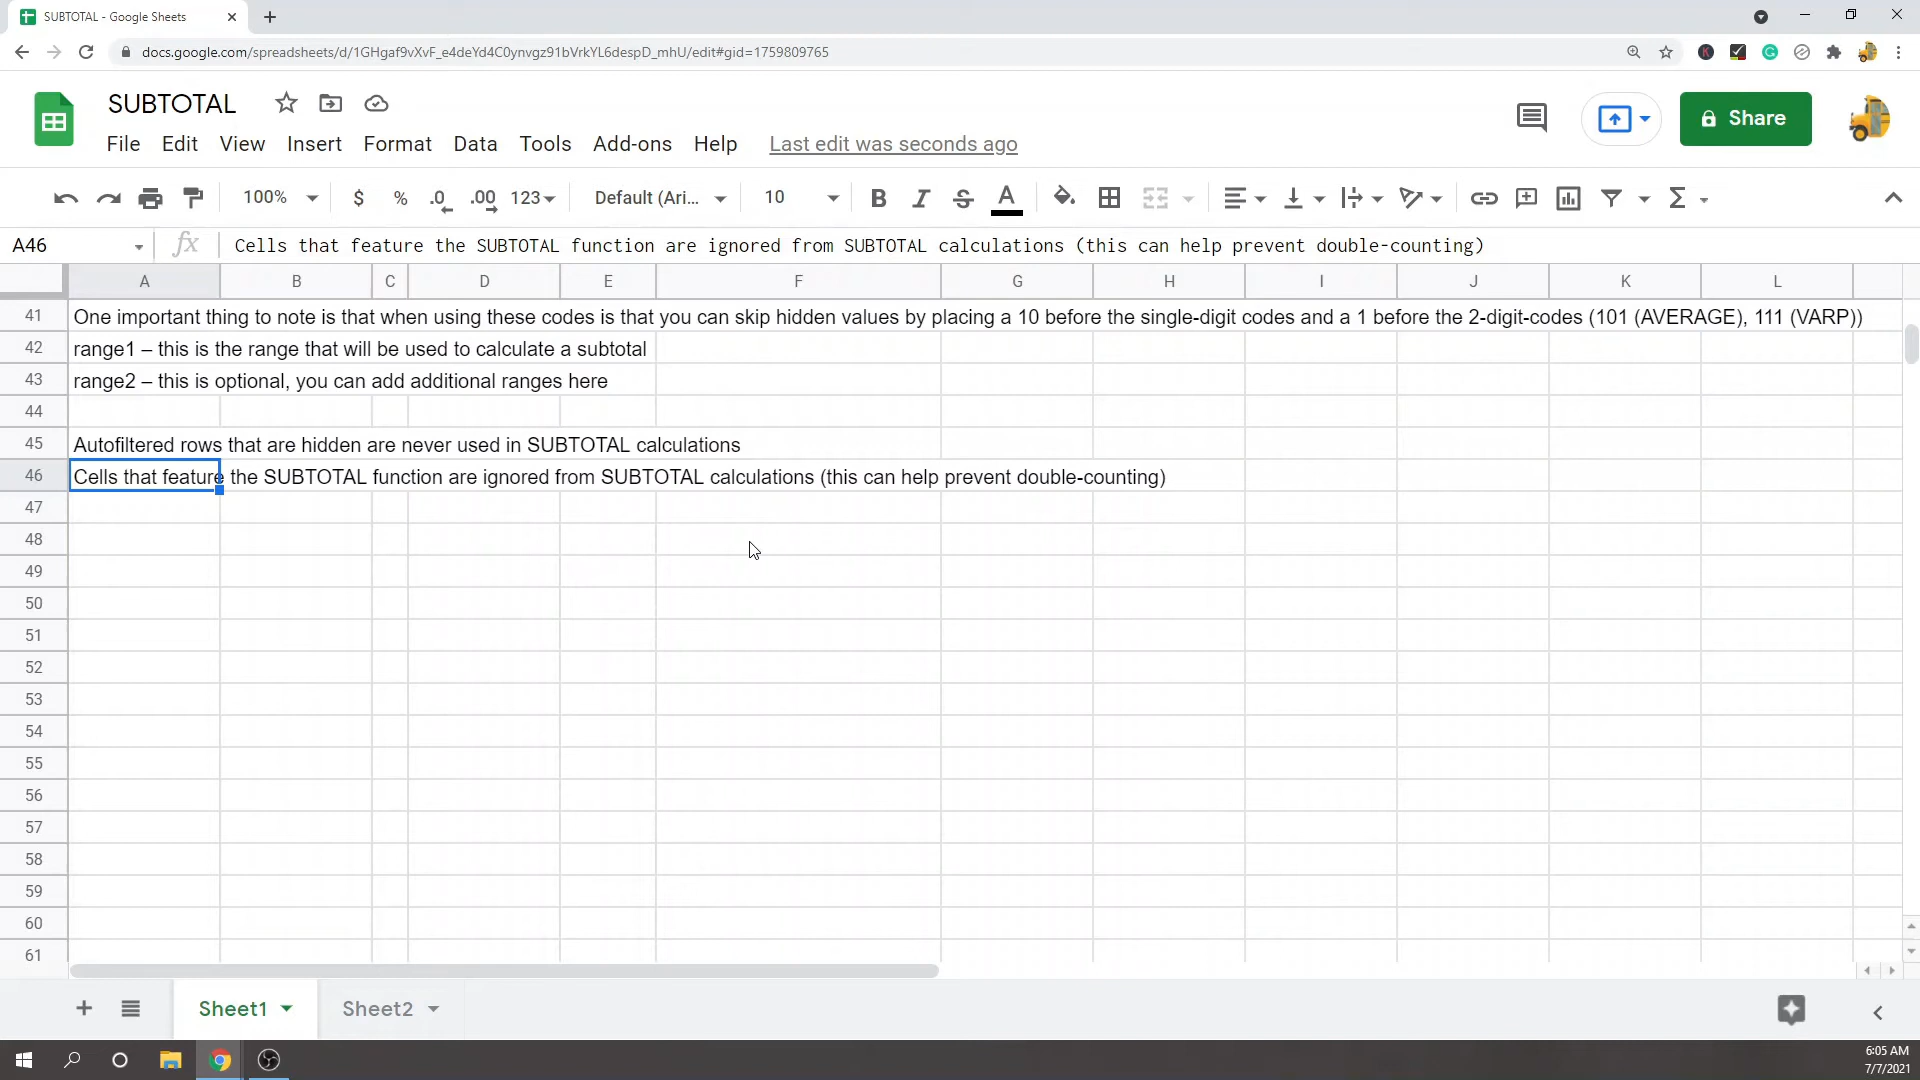 SUBTOTAL - Google Sheets
docs.google.com/spreadsheets/d/1GHgaf9vXvF_e4deYd4C0ynvgz91bVrkYL6despD_mhU/edit#gid=1759809765
SUBTOTAL
Share
File Edit View Insert Format Data Tools Add-ons Help Last edit was seconds ago
100% $ % .0 .00 123 Default (Ari... 10 B I S A Σ
A46 fx Cells that feature the SUBTOTAL function are ignored from SUBTOTAL calculations (this can help prevent double-counting)
A B C D E F G H I J K L
41 One important thing to note is that when using these codes is that you can skip hidden values by placing a 10 before the single-digit codes and a 1 before the 2-digit-codes (101 (AVERAGE), 111 (VARP))
42 range1 – this is the range that will be used to calculate a subtotal
43 range2 – this is optional, you can add additional ranges here
44
45 Autofiltered rows that are hidden are never used in SUBTOTAL calculations
46 Cells that feature the SUBTOTAL function are ignored from SUBTOTAL calculations (this can help prevent double-counting)
47
48
49
50
51
52
53
54
55
56
57
58
59
60
61
Sheet1 Sheet2
6:05 AM
7/7/2021